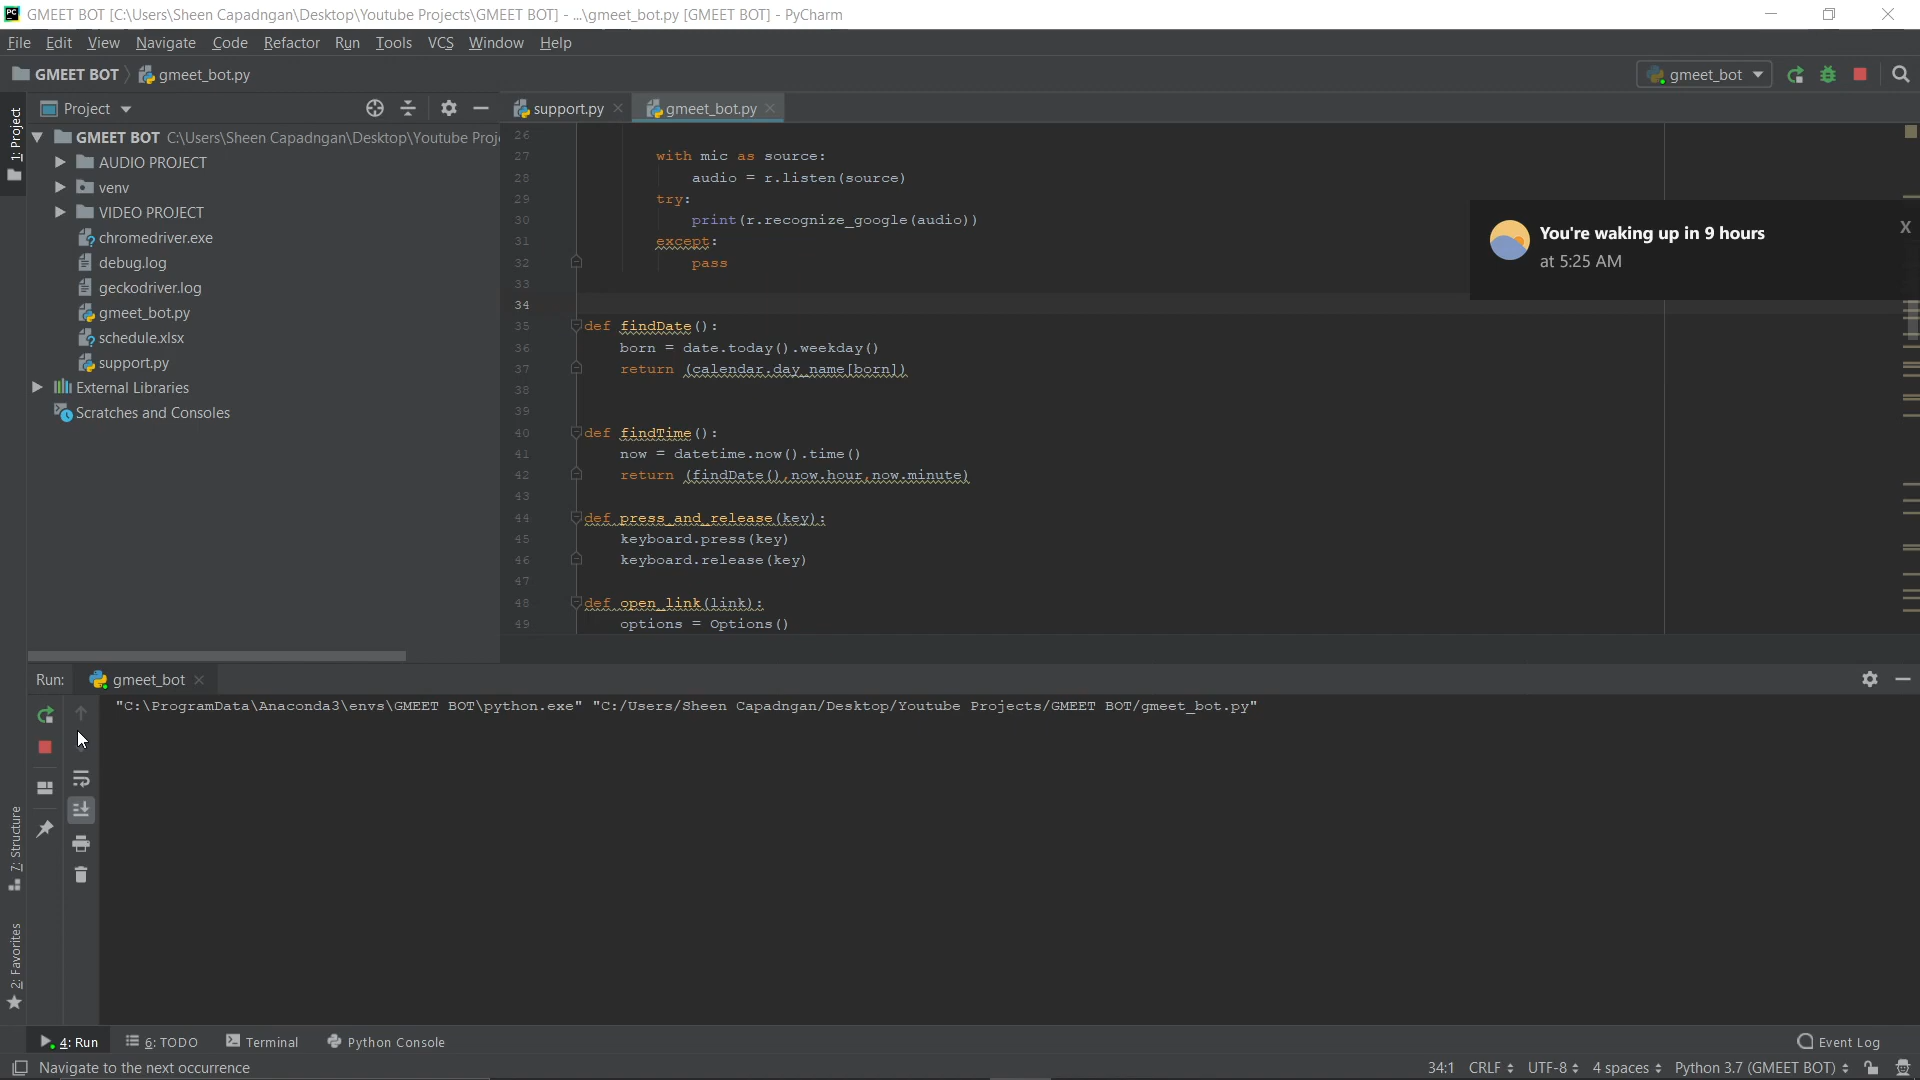 GMEET BOT [C:\Users\Sheen Capadngan\Desktop\Youtube Projects\GMEET BOT] - ...\gmeet_bot.py [GMEET BOT] - PyCharm
File Edit View Navigate Code Refactor Run Tools VCS Window Help
GMEET BOT gmeet_bot.py
gmeet_bot
1: Project
Project
GMEET BOT C:\Users\Sheen Capadngan\Desktop\Youtube Proj
AUDIO PROJECT
venv
VIDEO PROJECT
chromedriver.exe
debug.log
geckodriver.log
gmeet_bot.py
schedule.xlsx
support.py
External Libraries
Scratches and Consoles
support.py gmeet_bot.py
26
27 with mic as source:
28 audio = r.listen(source)
29 try:
30 print(r.recognize_google(audio))
31 except:
32 pass
33
34
35 def findDate():
36 born = date.today().weekday()
37 return (calendar.day_name[born])
38
39
40 def findTime():
41 now = datetime.now().time()
42 return (findDate(),now.hour,now.minute)
43
44 def press_and_release(key):
45 keyboard.press(key)
46 keyboard.release(key)
47
48 def open_link(link):
49 options = Options()
You're waking up in 9 hours
at 5:25 AM
X
Run: gmeet_bot
"C:\ProgramData\Anaconda3\envs\GMEET BOT\python.exe" "C:/Users/Sheen Capadngan/Desktop/Youtube Projects/GMEET BOT/gmeet_bot.py"
7: Structure
2: Favorites
4: Run 6: TODO Terminal Python Console Event Log
Navigate to the next occurrence 34:1 CRLF UTF-8 4 spaces Python 3.7 (GMEET BOT)